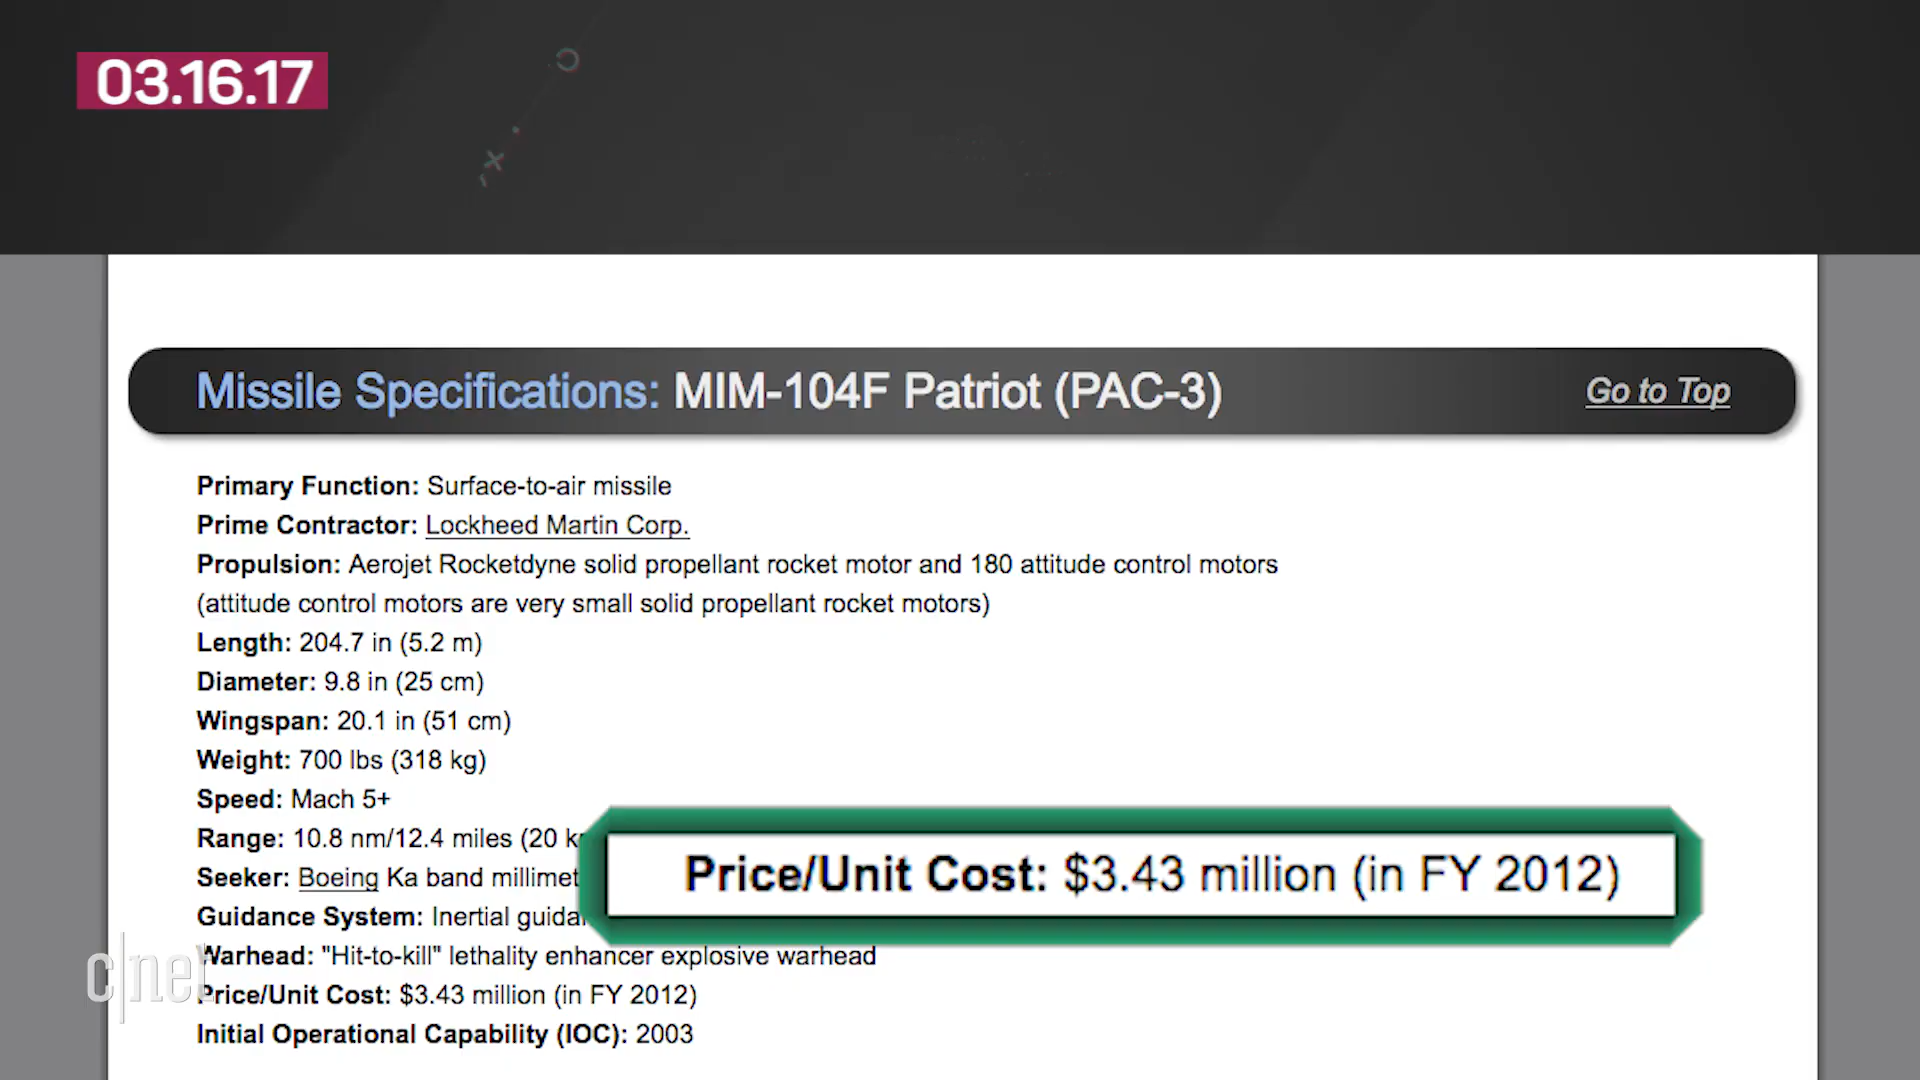 03.16.17
Missile Specifications: MIM-104F Patriot (PAC-3)
Go to Top
Primary Function: Surface-to-air missile
Prime Contractor: Lockheed Martin Corp.
Propulsion: Aerojet Rocketdyne solid propellant rocket motor and 180 attitude control motors
(attitude control motors are very small solid propellant rocket motors)
Length: 204.7 in (5.2 m)
Diameter: 9.8 in (25 cm)
Wingspan: 20.1 in (51 cm)
Weight: 700 lbs (318 kg)
Speed: Mach 5+
Range: 10.8 nm/12.4 miles (20
Price/Unit Cost: $3.43 million (in FY 2012)
Seeker: Boeing Ka band
Guidance System: Inertial
Warhead: "Hit-to-kill" lethality enhancer explosive warhead
Price/Unit Cost: $3.43 million (in FY 2012)
Initial Operational Capability (IOC): 2003
c|net